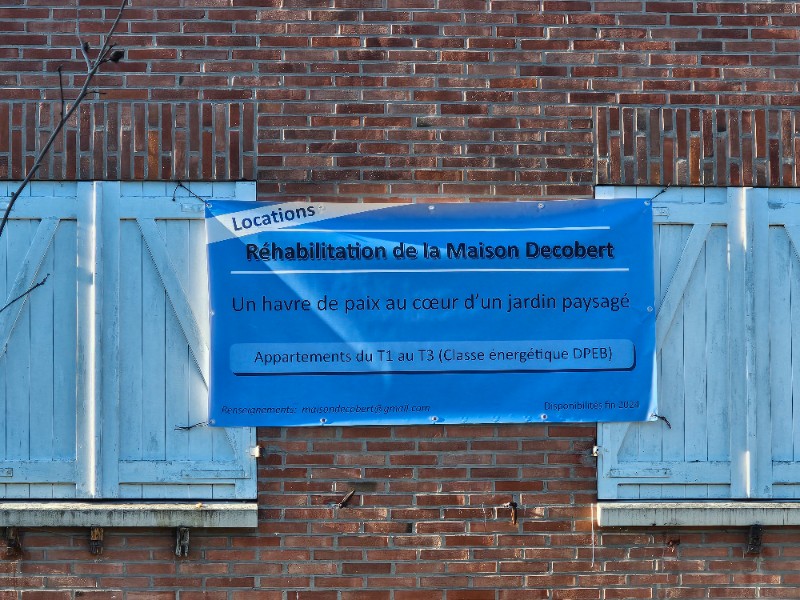 Locations
Réhabilitation de la Maison Decobert
Un havre de paix au cœur d'un jardin paysagé
Appartements du T1 au T3 (Classe énergétique DPEB)
Renseignements: maisondecobert@gmail.com
Disponibilités fin 2024